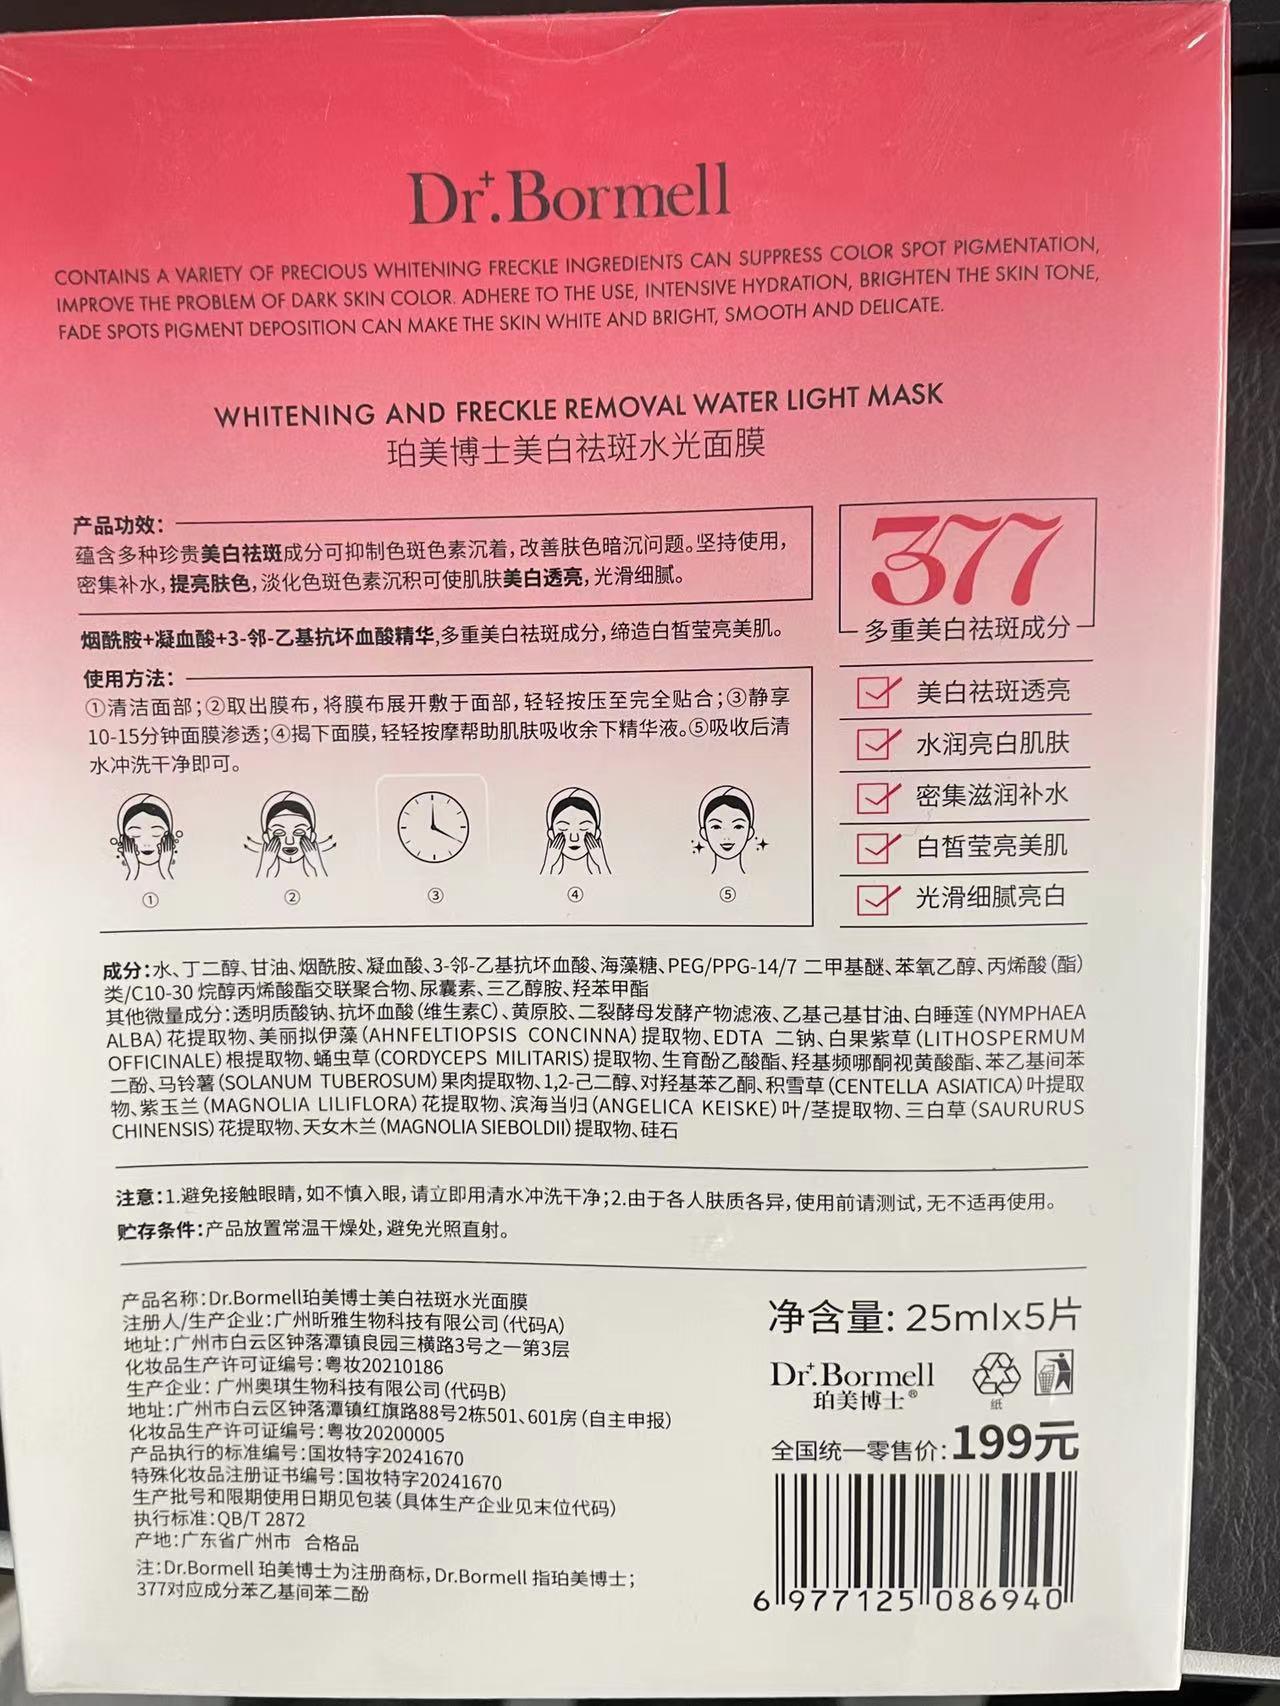 Dr.Bormell
CONTAINS A VARIETY OF PRECIOUS WHITENING FRECKLE INGREDIENTS CAN SUPPRESS COLOR SPOT PIGMENTATION,
IMPROVE THE PROBLEM OF DARK SKIN COLOR. ADHERE TO THE USE, INTENSIVE HYDRATION, BRIGHTEN THE SKIN TONE,
FADE SPOTS PIGMENT DEPOSITION CAN MAKE THE SKIN WHITE AND BRIGHT, SMOOTH AND DELICATE.
WHITENING AND FRECKLE REMOVAL WATER LIGHT MASK
珀美博士美白祛斑水光面膜
产品功效:
蕴含多种珍贵美白祛斑成分可抑制色斑色素沉着,改善肤色暗沉问题。坚持使用,
密集补水,提亮肤色,淡化色斑色素沉积可使肌肤美白透亮,光滑细腻。
烟酰胺+凝血酸+3-邻-乙基抗坏血酸精华,多重美白祛斑成分,缔造白皙莹亮美肌。
使用方法:
①清洁面部;②取出膜布,将膜布展开敷于面部,轻轻按压至完全贴合;③静享
10-15分钟面膜渗透;④揭下面膜,轻轻按摩帮助肌肤吸收余下精华液。⑤吸收后清
水冲洗干净即可。
① ② ③ ④ ⑤
377
多重美白祛斑成分
美白祛斑透亮
水润亮白肌肤
密集滋润补水
白皙莹亮美肌
光滑细腻亮白
成分:水、丁二醇、甘油、烟酰胺、凝血酸、3-邻-乙基抗坏血酸、海藻糖、PEG/PPG-14/7 二甲基醚、苯氧乙醇、丙烯酸(酯)
类/C10-30 烷醇丙烯酸酯交联聚合物、尿囊素、三乙醇胺、羟苯甲酯
其他微量成分:透明质酸钠、抗坏血酸(维生素C)、黄原胶、二裂酵母发酵产物滤液、乙基己基甘油、白睡莲(NYMPHAEA
ALBA)花提取物、美丽拟伊藻(AHNFELTIOPSIS CONCINNA)提取物、EDTA 二钠、白果紫草(LITHOSPERMUM
OFFICINALE)根提取物、蛹虫草(CORDYCEPS MILITARIS)提取物、生育酚乙酸酯、羟基频哪酮视黄酸酯、苯乙基间苯
二酚、马铃薯(SOLANUM TUBEROSUM)果肉提取物、1,2-己二醇、对羟基苯乙酮、积雪草(CENTELLA ASIATICA)叶提取
物、紫玉兰(MAGNOLIA LILIFLORA)花提取物、滨海当归(ANGELICA KEISKE)叶/茎提取物、三白草(SAURURUS
CHINENSIS)花提取物、天女木兰(MAGNOLIA SIEBOLDII)提取物、硅石
注意:1.避免接触眼睛,如不慎入眼,请立即用清水冲洗干净;2.由于各人肤质各异,使用前请测试,无不适再使用。
贮存条件:产品放置常温干燥处,避免光照直射。
产品名称:Dr.Bormell珀美博士美白祛斑水光面膜
注册人/生产企业:广州昕雅生物科技有限公司(代码A)
地址:广州市白云区钟落潭镇良园三横路3号之一第3层
化妆品生产许可证编号:粤妆20210186
生产企业:广州奥琪生物科技有限公司(代码B)
地址:广州市白云区钟落潭镇红旗路88号2栋501、601房(自主申报)
化妆品生产许可证编号:粤妆20200005
产品执行的标准编号:国妆特字20241670
特殊化妆品注册证书编号:国妆特字20241670
生产批号和限期使用日期见包装(具体生产企业见末位代码)
执行标准:QB/T 2872
产地:广东省广州市 合格品
注:Dr.Bormell 珀美博士为注册商标,Dr.Bormell 指珀美博士;
377对应成分苯乙基间苯二酚
净含量: 25mlx5片
Dr.Bormell
珀美博士®
纸
全国统一零售价:199元
6 977125 086940